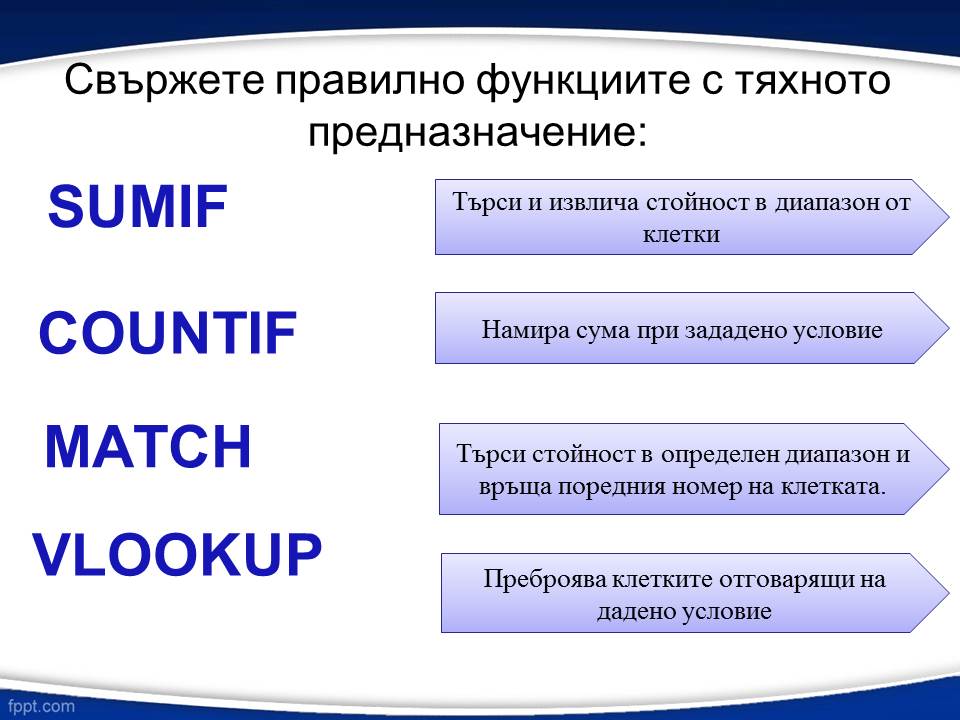 Свържете правилно функциите с тяхното
предназначение:
SUMIF
Търси и извлича стойност в диапазон от
клетки
COUNTIF
Намира сума при зададено условие
MATCH
Търси стойност в определен диапазон и
връща поредния номер на клетката.
VLOOKUP
Преброява клетките отговарящи на
дадено условие
fppt.com